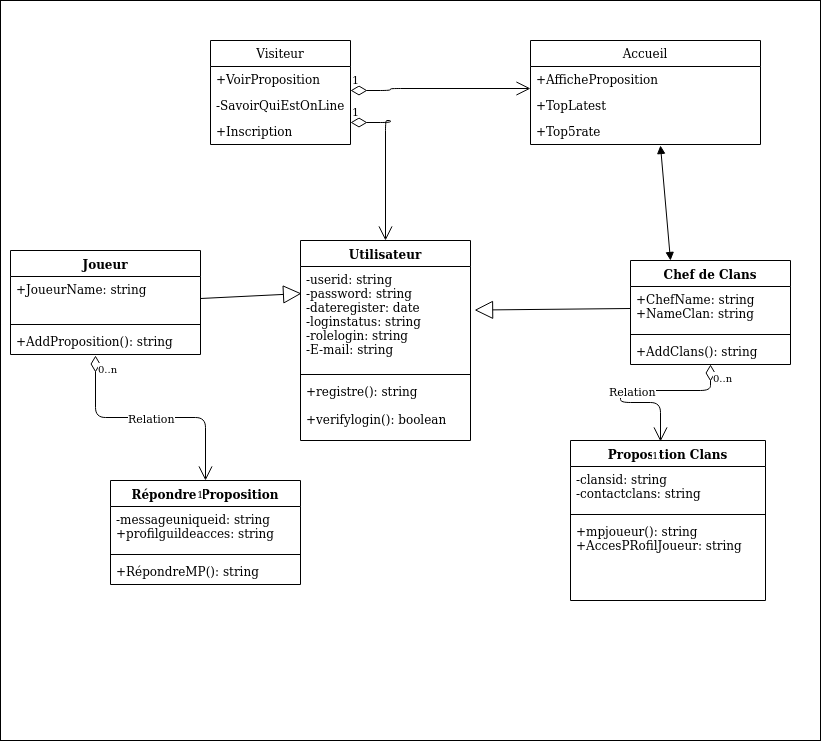 Visiteur
+VoirProposition
-SavoirQuiEstOnLine
+Inscription
1
1
Accueil
+AfficheProposition
+TopLatest
+Top5rate
Joueur
+JoueurName: string
+AddProposition(): string
0..n
Relation
Utilisateur
-userid: string
-password: string
-dateregister: date
-loginstatus: string
-rolelogin: string
-E-mail: string
+registre(): string
+verifylogin(): boolean
Chef de Clans
+ChefName: string
+NameClan: string
+AddClans(): string
0..n
Relation
Répondre Proposition
1
-messageuniqueid: string
+profilguildeacces: string
+RépondreMP(): string
Proposition Clans
1
-clansid: string
-contactclans: string
+mpjoueur(): string
+AccesPRofilJoueur: string